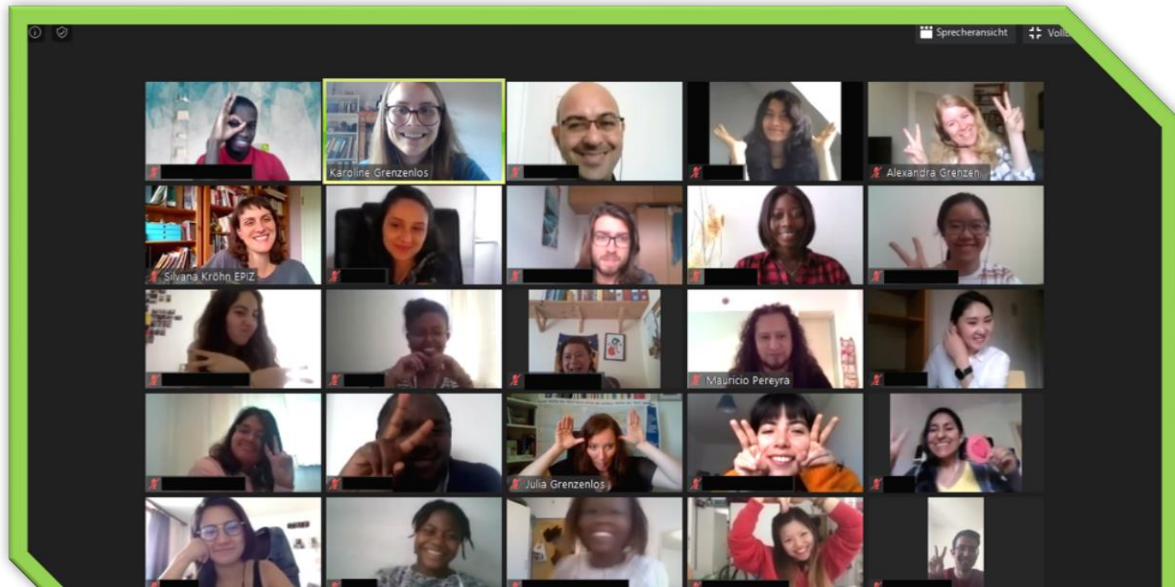 Sprecheransicht
Karoline Grenzenlos
Alexandra Grenzen
Silvana Kröhn EPIZ
Mauricio Pereyra
Julia Grenzenlos